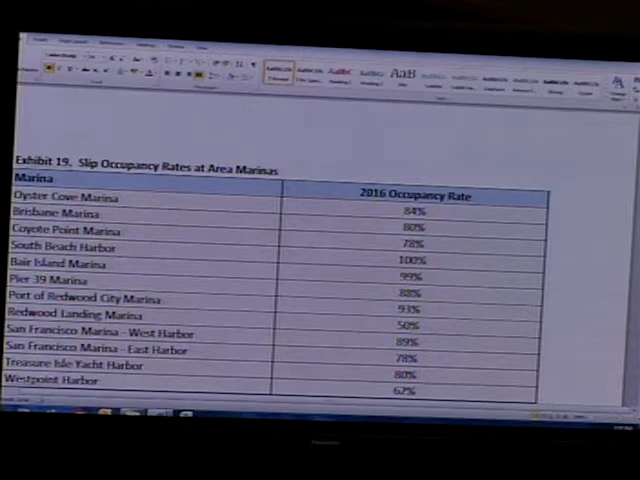 Exhibit 19. Slip Occupancy Rates at Area Marinas
Marina 2016 Occupancy Rate
Oyster Cove Marina 84%
Brisbane Marina 80%
Coyote Point Marina 78%
South Beach Harbor 100%
Bair Island Marina 99%
Pier 39 Marina 88%
Port of Redwood City Marina 93%
Redwood Landing Marina 50%
San Francisco Marina - West Harbor 89%
San Francisco Marina - East Harbor 78%
Treasure Isle Yacht Harbor 80%
Westpoint Harbor 62%